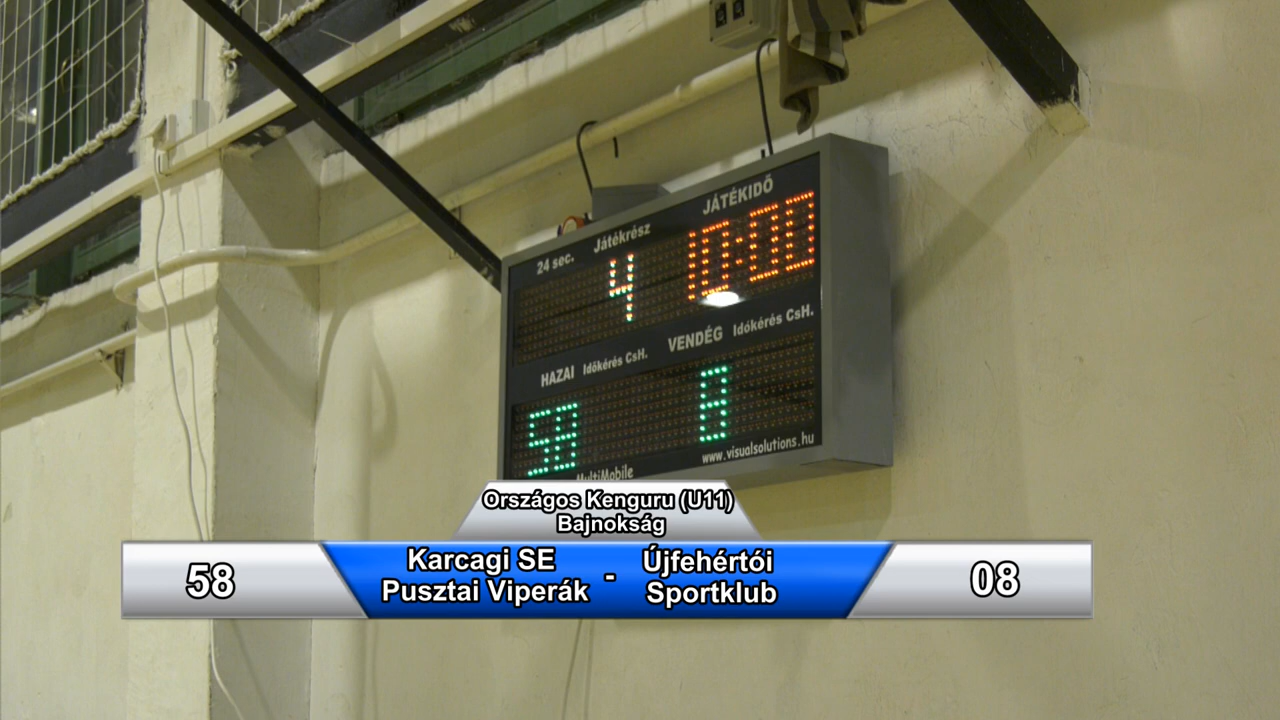 JÁTÉKIDŐ
Játékrész
24 sec.
4 10:00
VENDÉG Időkérés CsH.
HAZAI Időkérés CsH.
58 8
www.visualsolutions.hu
MultiMobile
Országos Kenguru (U11)
Bajnokság
58 Karcagi SE Pusztai Viperák - Újfehértói Sportklub 08